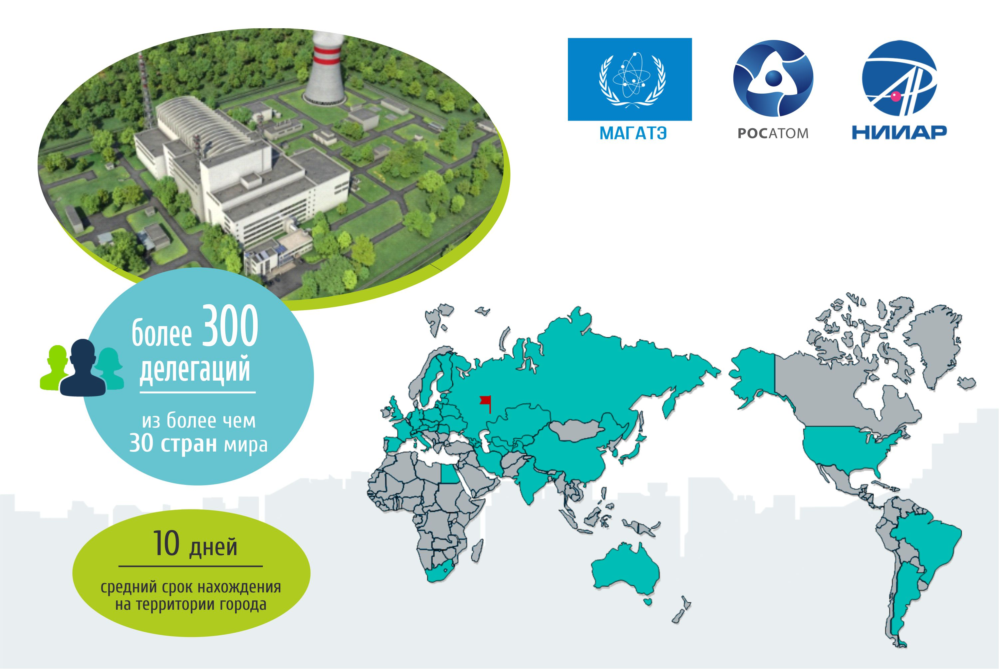 МАГАТЭ
РОСАТОМ
НИИАР
более 300
делегаций
из более чем
30 стран мира
10 дней
средний срок нахождения
на территории города